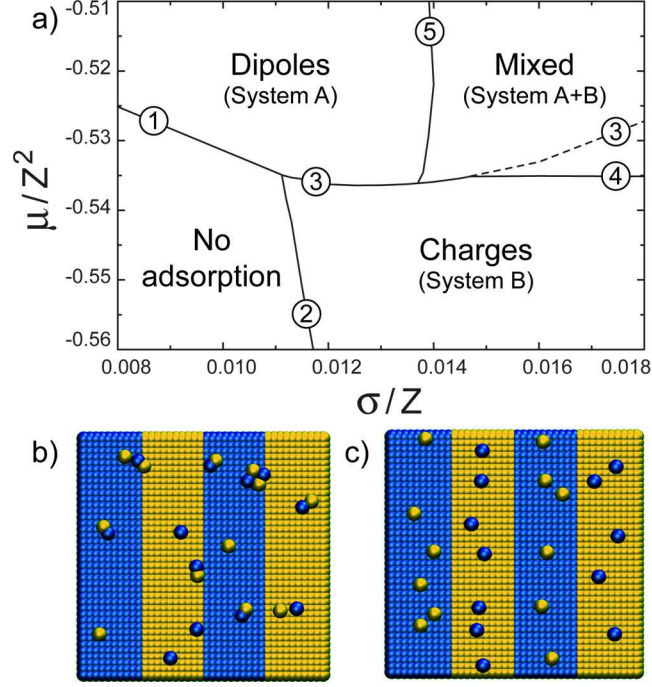 a)
-0.51
-0.52
-0.53
-0.54
-0.55
-0.56
μ/Z²
Dipoles
(System A)
Mixed
(System A+B)
No
adsorption
Charges
(System B)
1
2
3
3
4
5
0.008
0.010
0.012
0.014
0.016
0.018
σ/Z
b)
c)